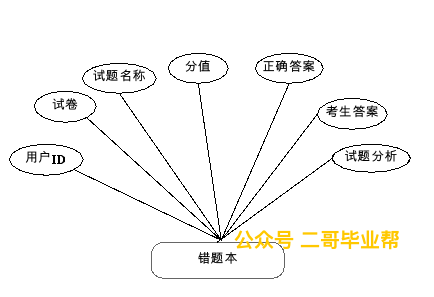 分值
正确答案
试题名称
试卷
考生答案
用户ID
试题分析
公众号 二哥毕业帮
错题本